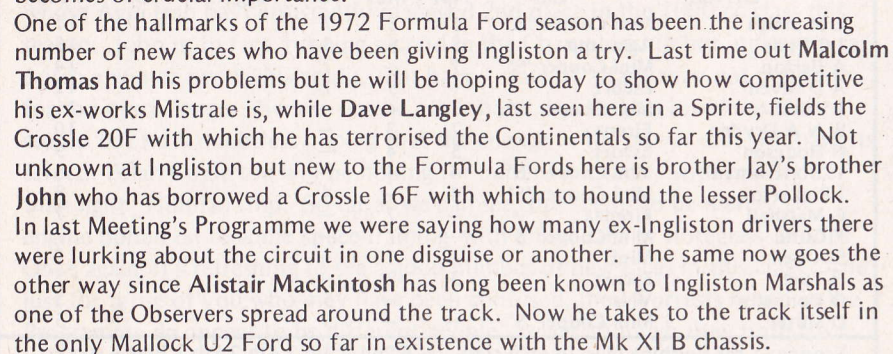 One of the hallmarks of the 1972 Formula Ford season has been the increasing
number of new faces who have been giving Ingliston a try. Last time out Malcolm
Thomas had his problems but he will be hoping today to show how competitive
his ex-works Mistrale is, while Dave Langley, last seen here in a Sprite, fields the
Crossle 20F with which he has terrorised the Continentals so far this year. Not
unknown at Ingliston but new to the Formula Fords here is brother Jay's brother
John who has borrowed a Crossle 16F with which to hound the lesser Pollock.
In last Meeting's Programme we were saying how many ex-Ingliston drivers there
were lurking about the circuit in one disguise or another. The same now goes the
other way since Alistair Mackintosh has long been known to Ingliston Marshals as
one of the Observers spread around the track. Now he takes to the track itself in
the only Mallock U2 Ford so far in existence with the Mk XI B chassis.